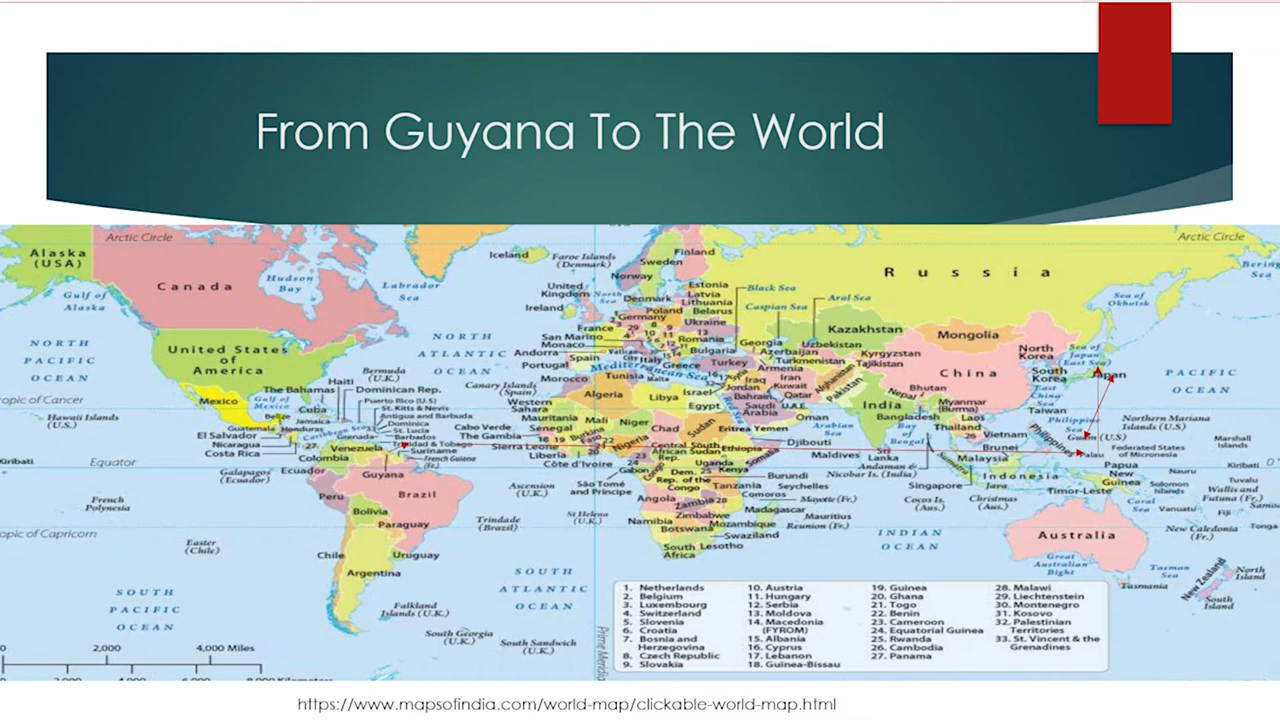 From Guyana To The World
Arctic Circle
Arctic Circle
Alaska
(USA)
Canada
Hudson
Bay
Labrador
Sea
Gulf of
Alaska
Iceland
Faroe Islands
(Denmark)
Finland
Sweden
Norway
United
Kingdom
North
Sea
Ireland
Denmark
Estonia
Latvia
Lithuania
Belarus
Poland
Germany
Ukraine
Black Sea
Caspian Sea
Aral Sea
Russia
Bering
Sea
Sea of
Okhotsk
NORTH
PACIFIC
OCEAN
United States
of
America
NORTH
ATLANTIC
OCEAN
France
San Marino
Monaco
Andorra
Portugal
Spain
Vatican
Italy
Romania
Bulgaria
Greece
Turkey
Georgia
Azerbaijan
Armenia
Kazakhstan
Uzbekistan
Turkmenistan
Kyrgyzstan
Tajikistan
Mongolia
China
North
Korea
South
Korea
Sea of
Japan
East Sea
Japan
PACIFIC
OCEAN
Mediterranean Sea
Morocco
Tunisia
Malta
Algeria
Libya
Egypt
Israel
Jordan
Iraq
Iran
Kuwait
Bahrain
Qatar
Saudi
Arabia
U.A.E.
Oman
Afghanistan
Pakistan
India
Nepal
Bhutan
Bangladesh
Myanmar
(Burma)
Laos
Thailand
Vietnam
East
China
Sea
Taiwan
Philippine
Philippines
Bermuda
(U.K.)
Haiti
The Bahamas
Dominican Rep.
Mexico
Gulf of
Mexico
Cuba
Puerto Rico (U.S)
St. Kitts & Nevis
Antigua and Barbuda
Dominica
St. Lucia
Barbados
Trinidad & Tobago
Jamaica
Belize
Guatemala
Honduras
Caribbean Sea
Grenada
El Salvador
Nicaragua
Costa Rica
27
Venezuela
Colombia
Suriname
French Guiana
(Fr.)
Guyana
opic of Cancer
Hawaii Islands
(U.S.)
Canary Islands
(Spain)
Western
Sahara
Mauritania
Cabo Verde
Senegal
The Gambia
Sierra Leone
Liberia
Côte d'Ivoire
Mali
Niger
Chad
Sudan
Nigeria
Eritrea
Yemen
Djibouti
Ethiopia
Somalia
Central
African Rep.
South
Sudan
Arabian
Sea
Bay
of
Bengal
Maldives
Sri
Lanka
Andaman &
Nicobar Is. (India)
Brunei
Malaysia
Singapore
Sumatra
Indonesia
Java
Guam (U.S)
Palau
Northern Mariana
Islands (U.S)
Federated States
of Micronesia
Marshall
Islands
Kiribati
Equator
Galapagos
(Ecuador)
Ecuador
Peru
Brazil
Bolivia
Paraguay
Chile
Uruguay
Argentina
Gabon
São Tomé
and Principe
Congo
Dem.
Rep. of the
Congo
Uganda
Kenya
Burundi
Tanzania
Seychelles
Comoros
Mayotte (Fr.)
Angola
Zambia
28
Zimbabwe
Mozambique
Madagascar
Mauritius
Reunion (Fr.)
Namibia
Botswana
Swaziland
Lesotho
South
Africa
Papua
New
Guinea
Nauru
Solomon
Islands
Kiribati
Tuvalu
Wallis and
Futuna (Fr.)
Timor-Leste
Coral
Sea
Vanuatu
Fiji
Tonga
New Caledonia
(Fr.)
Cocos Is.
(Aus.)
Christmas
(Aus.)
Australia
Great
Australian
Bight
Tasman
Sea
Tasmania
New Zealand
North
Island
South
Island
French
Polynesia
opic of Capricorn
Easter
(Chile)
Ascension
(U.K.)
St Helena
(U.K.)
Trindade
(Brazil)
SOUTH
PACIFIC
OCEAN
SOUTH
ATLANTIC
OCEAN
INDIAN
OCEAN
Falkland
Islands (U.K.)
South Georgia
(U.K.)
South Sandwich
(U.K.)
0
2,000
4,000 Miles
1. Netherlands
2. Belgium
3. Luxembourg
4. Switzerland
5. Slovenia
6. Croatia
7. Bosnia and
Herzegovina
8. Czech Republic
9. Slovakia
10. Austria
11. Hungary
12. Serbia
13. Moldova
14. Macedonia
(FYROM)
15. Albania
16. Cyprus
17. Lebanon
18. Guinea-Bissau
19. Guinea
20. Ghana
21. Togo
22. Benin
23. Cameroon
24. Equatorial Guinea
25. Rwanda
26. Cambodia
27. Panama
28. Malawi
29. Liechtenstein
30. Montenegro
31. Kosovo
32. Palestinian
Territories
33. St. Vincent & the
Grenadines
https://www.mapsofindia.com/world-map/clickable-world-map.html